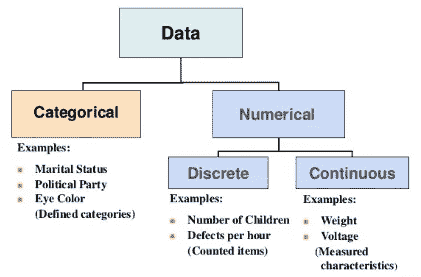 Data
Categorical
Numerical
Examples:
Marital Status
Political Party
Eye Color
(Defined categories)
Discrete
Continuous
Examples:
Number of Children
Defects per hour
(Counted items)
Examples:
Weight
Voltage
(Measured
characteristics)